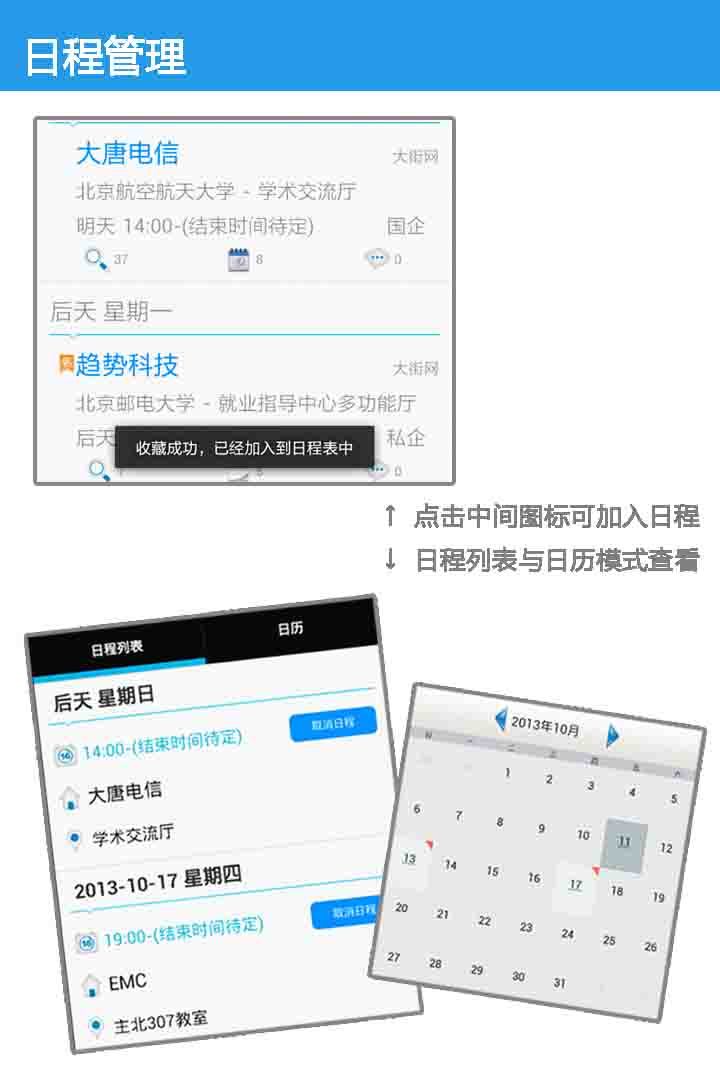 日程管理
大唐电信 大街网
北京航空航天大学 - 学术交流厅
明天 14:00-(结束时间待定) 国企
37 8 0
后天 星期一
趋势科技 大街网
北京邮电大学 - 就业指导中心多功能厅
后天 私企
收藏成功，已经加入到日程表中
0
↑ 点击中间图标可加入日程
↓ 日程列表与日历模式查看
日程列表 日历
后天 星期日
14:00-(结束时间待定) 取消日程
大唐电信
学术交流厅
2013-10-17 星期四
19:00-(结束时间待定) 取消日程
EMC
主北307教室
2013年10月
日 一 二 三 四 五 六
1 2 3 4 5
6 7 8 9 10 11 12
13 14 15 16 17 18 19
20 21 22 23 24 25 26
27 28 29 30 31